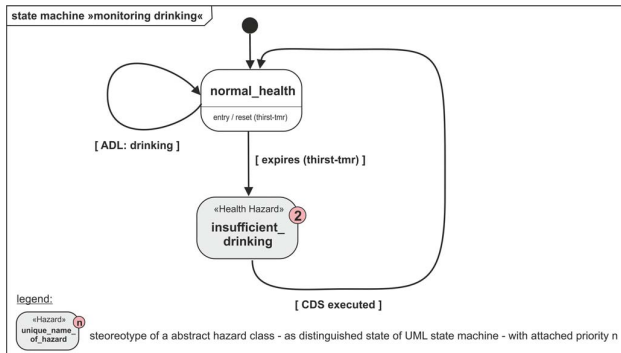 state machine »monitoring drinking«
normal_health
entry / reset (thirst-tmr)
[ ADL: drinking ]
[ expires (thirst-tmr) ]
«Health Hazard»
2
insufficient_
drinking
[ CDS executed ]
legend:
«Hazard»
n
unique_name_
of_hazard
steoreotype of a abstract hazard class - as distinguished state of UML state machine - with attached priority n